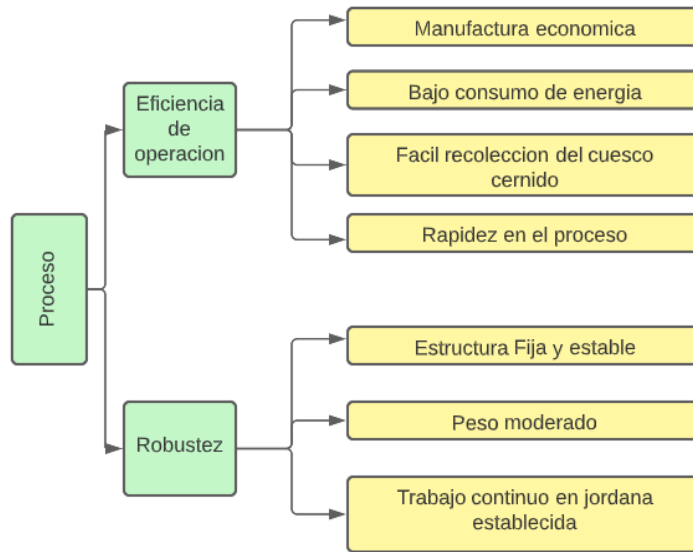 Proceso
Eficiencia
de
operacion
Manufactura economica
Bajo consumo de energia
Facil recoleccion del cuesco
cernido
Rapidez en el proceso
Robustez
Estructura Fija y estable
Peso moderado
Trabajo continuo en jordana
establecida